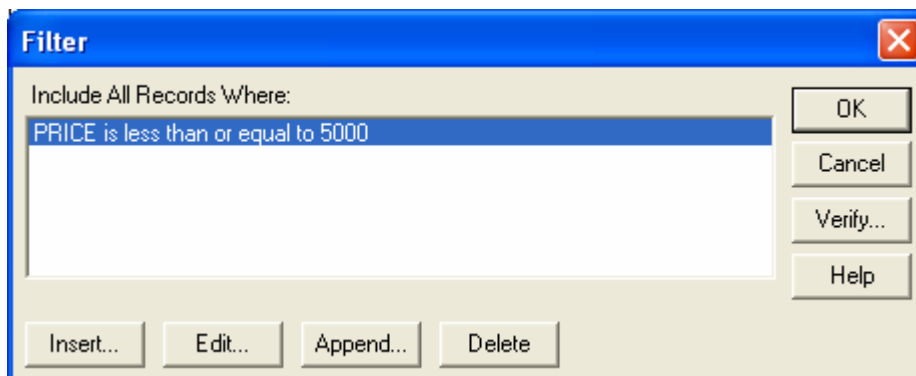 Filter
Include All Records Where:
PRICE is less than or equal to 5000
OK
Cancel
Verify...
Help
Insert... Edit... Append... Delete